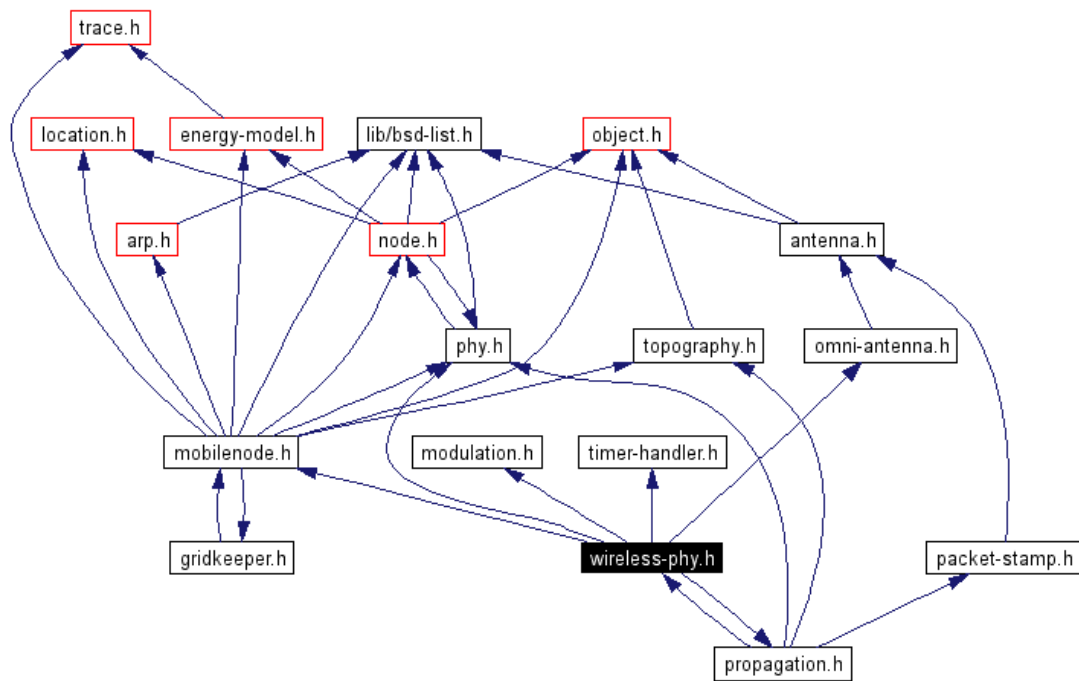 trace.h
location.h
energy-model.h
lib/bsd-list.h
object.h
arp.h
node.h
antenna.h
phy.h
topography.h
omni-antenna.h
mobilenode.h
modulation.h
timer-handler.h
gridkeeper.h
wireless-phy.h
packet-stamp.h
propagation.h